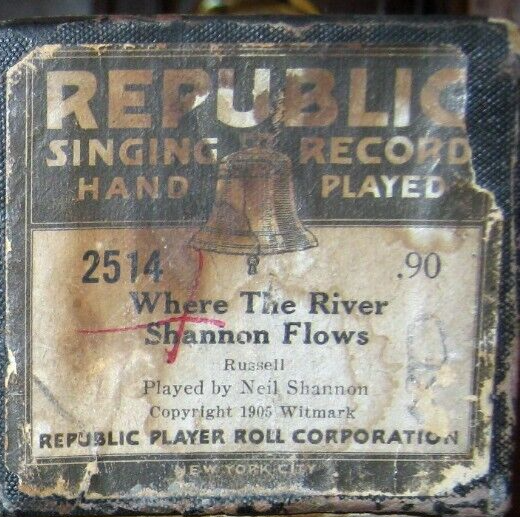 REPUBLIC
SINGING RECORD
HAND PLAYED
2514 .90
Where The River
Shannon Flows
Russell
Played by Neil Shannon
Copyright 1905 Witmark
REPUBLIC PLAYER ROLL CORPORATION
NEW YORK CITY